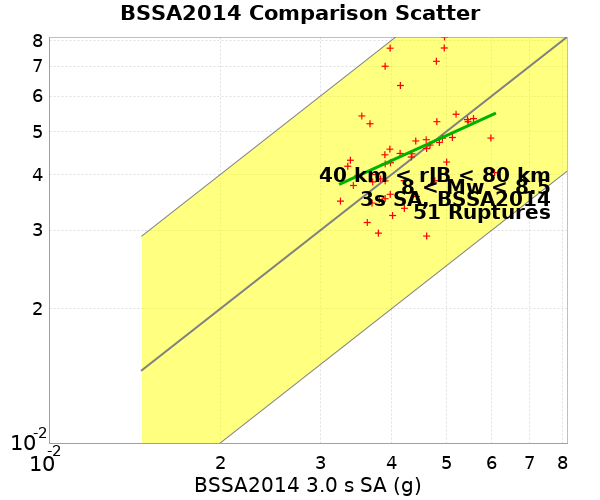 BSSA2014 Comparison Scatter
8
7
6
5
4
3
2
10-2
40 km < rJB < 80 km
8 < Mw < 8.5
3s SA, BSSA2014
51 Ruptures
10-2 2 3 4 5 6 7 8
BSSA2014 3.0 s SA (g)